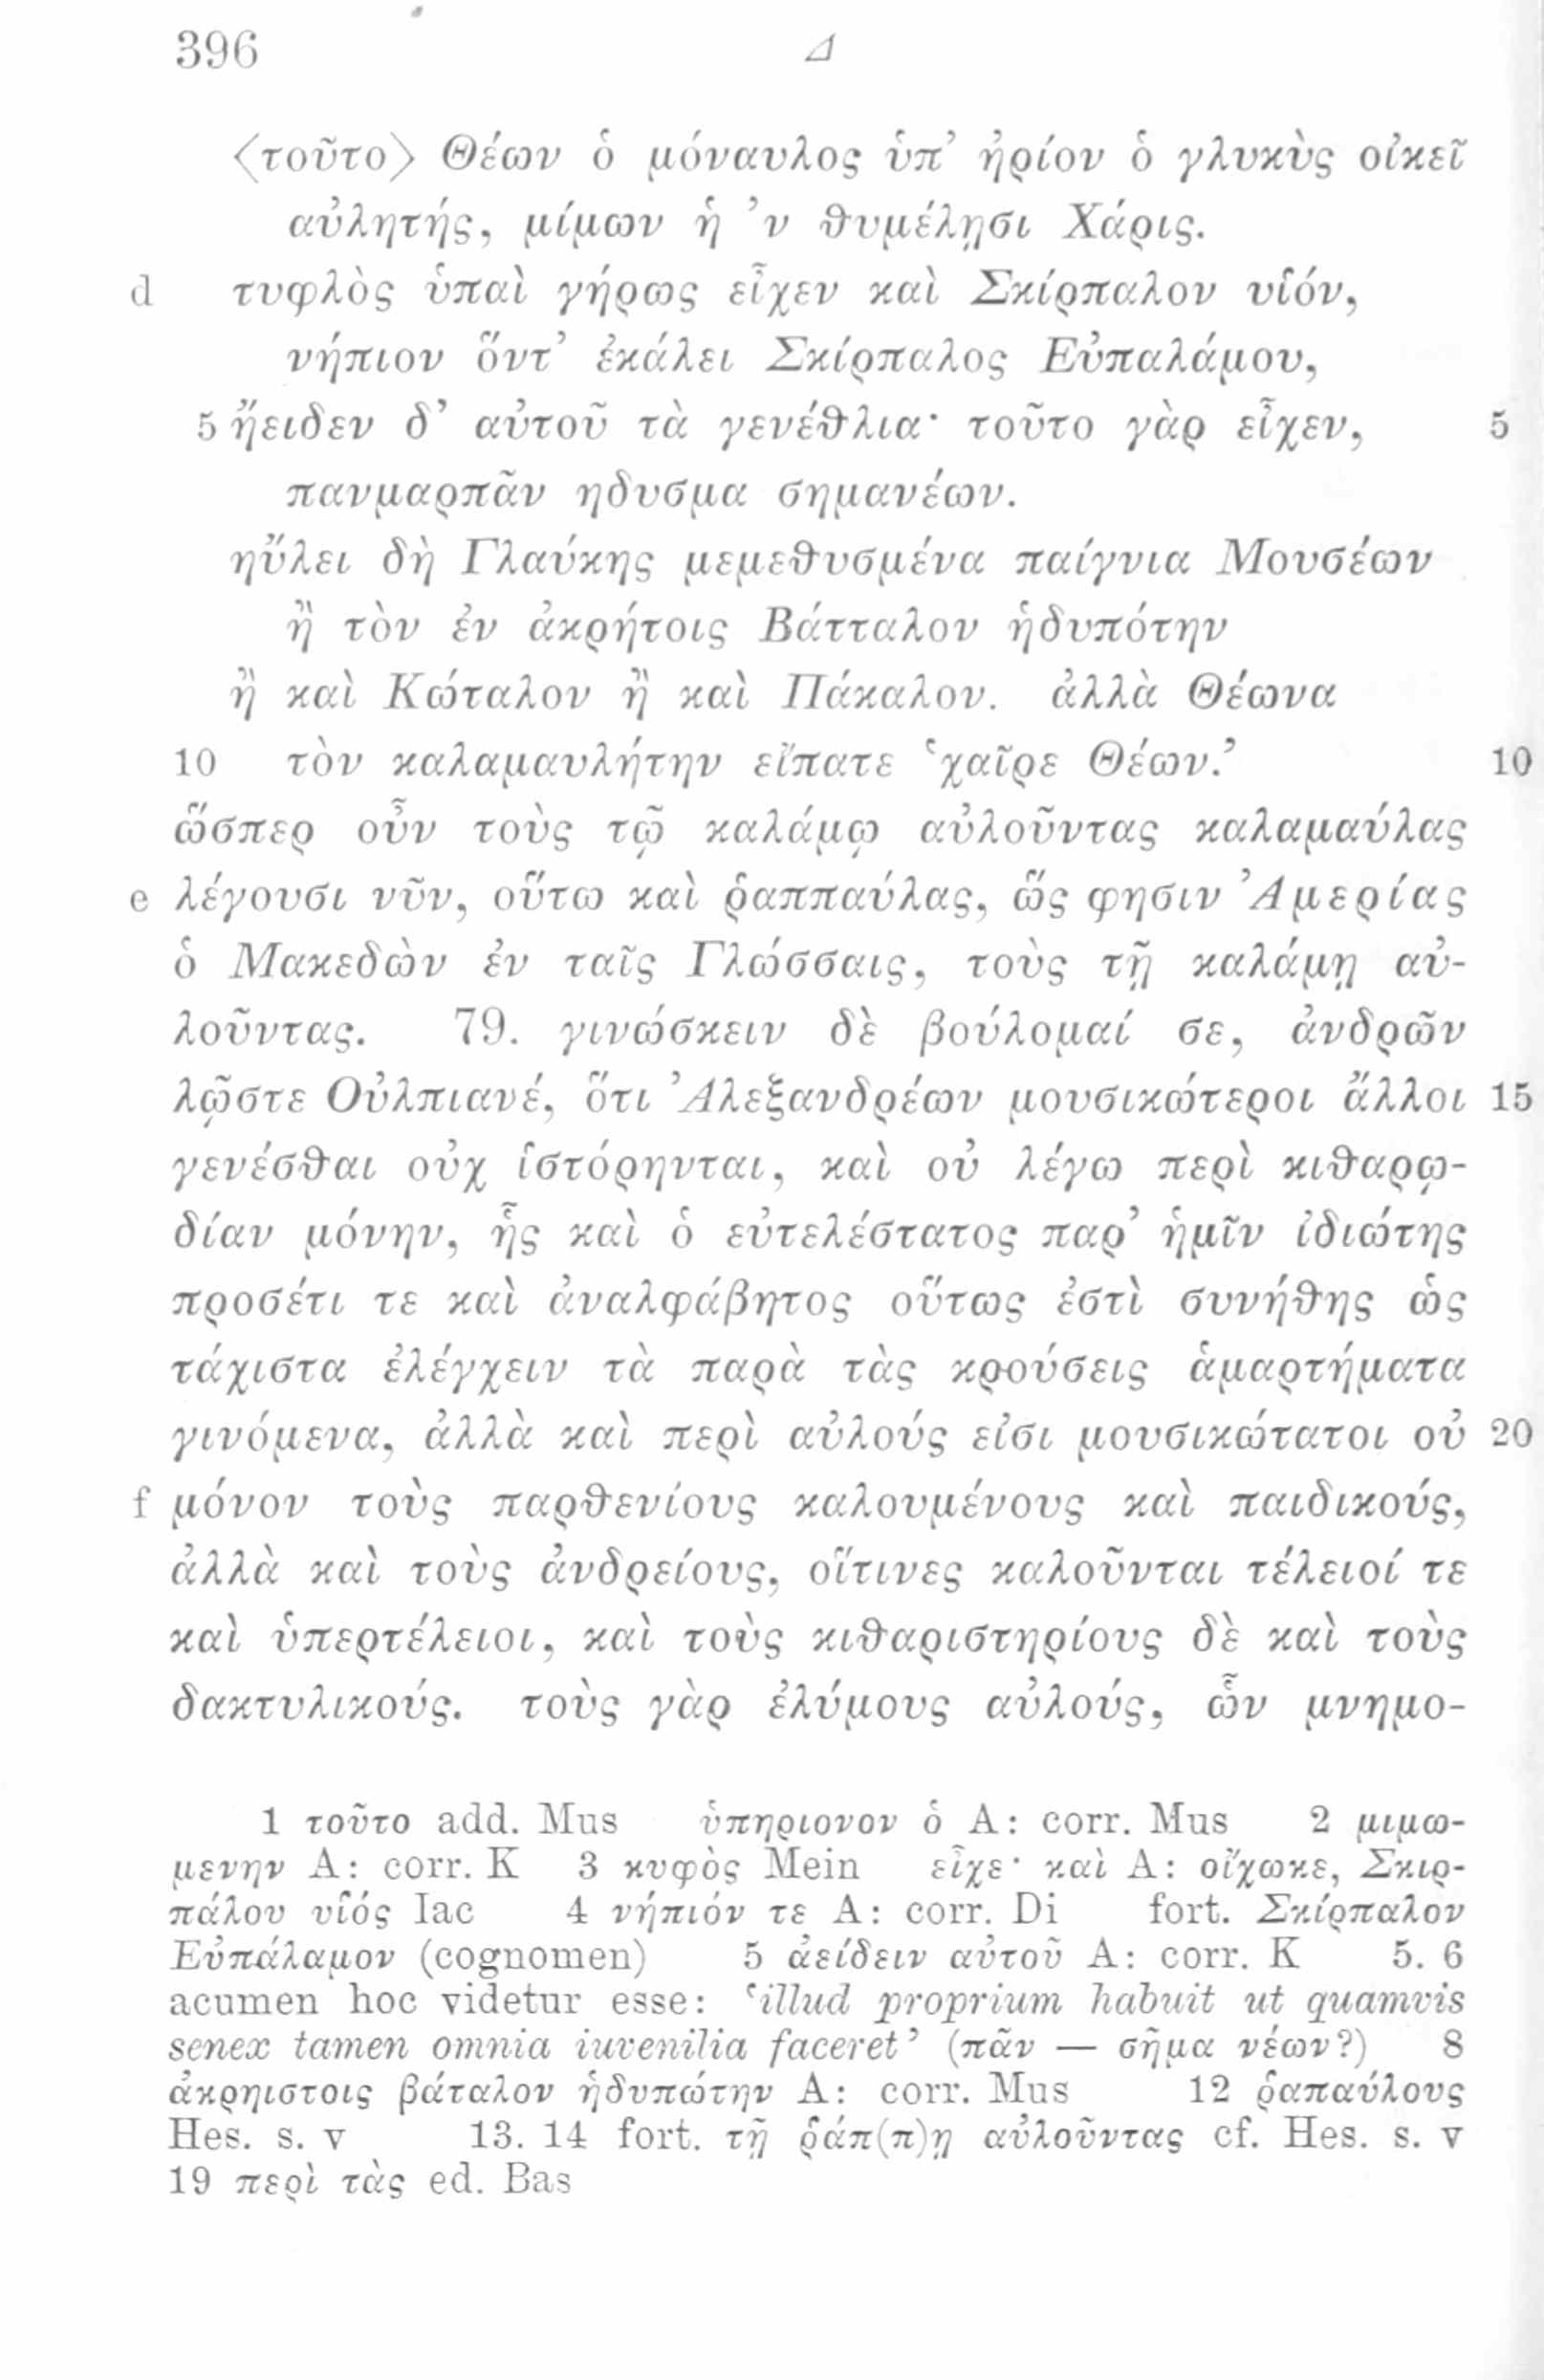 396 Δ
⟨τοῦτο⟩ Θέων ὁ μόναυλος ὑπ’ ἠρίον ὁ γλυκὺς οἰκεῖ
αὐλητής, μίμων ἡ ’ν θυμέλῃσι Χάρις.
d τυφλὸς ὑπαὶ γήρως εἶχεν καὶ Σκίρπαλον υἱόν,
νήπιον ὅντ’ ἐκάλει Σκίρπαλος Εὐπαλάμου,
5 ᾔειδεν δ’ αὐτοῦ τὰ γενέθλια· τοῦτο γὰρ εἶχεν, 5
πανμαρπᾶν ηδυσμα σημανέων.
ηὔλει δὴ Γλαύκης μεμεθυσμένα παίγνια Μουσέων
ἢ τὸν ἐν ἀκρήτοις Βάτταλον ἡδυπότην
ἢ καὶ Κώταλον ἢ καὶ Πάκαλον. ἀλλὰ Θέωνα
10 τὸν καλαμαυλήτην εἴπατε ‘χαῖρε Θέων.’ 10
ὥσπερ οὖν τοὺς τῷ καλάμῳ αὐλοῦντας καλαμαύλας
e λέγουσι νῦν, οὕτω καὶ ῥαππαύλας, ὥς φησιν Ἀμερίας
ὁ Μακεδὼν ἐν ταῖς Γλώσσαις, τοὺς τῇ καλάμῃ αὐ-
λοῦντας. 79. γινώσκειν δὲ βούλομαί σε, ἀνδρῶν
λῷστε Οὐλπιανέ, ὅτι Ἀλεξανδρέων μουσικώτεροι ἄλλοι 15
γενέσθαι οὐχ ἱστόρηνται, καὶ οὐ λέγω περὶ κιθαρῳ-
δίαν μόνην, ἧς καὶ ὁ εὐτελέστατος παρ’ ἡμῖν ἰδιώτης
προσέτι τε καὶ ἀναλφάβητος οὕτως ἐστὶ συνήθης ὡς
τάχιστα ἐλέγχειν τὰ παρὰ τὰς κρούσεις ἁμαρτήματα
γινόμενα, ἀλλὰ καὶ περὶ αὐλούς εἰσι μουσικώτατοι οὐ 20
f μόνον τοὺς παρθενίους καλουμένους καὶ παιδικούς,
ἀλλὰ καὶ τοὺς ἀνδρείους, οἵτινες καλοῦνται τέλειοί τε
καὶ ὑπερτέλειοι, καὶ τοὺς κιθαριστηρίους δὲ καὶ τοὺς
δακτυλικούς. τοὺς γὰρ ἐλύμους αὐλούς, ὧν μνημο-
1 τοῦτο add. Mus ὑπηριονον ὁ A: corr. Mus 2 μιμω-
μενην A: corr. K 3 κυφὸς Mein εἶχε· καὶ A: οἴχωκε, Σκιρ-
πάλου υἱός Iac 4 νήπιόν τε A: corr. Di fort. Σκίρπαλον
Εὐπάλαμον (cognomen) 5 ἀείδειν αὐτοῦ A: corr. K 5. 6
acumen hoc videtur esse: ‘illud proprium habuit ut quamvis
senex tamen omnia iuvenilia faceret’ (πᾶν — σῆμα νέων?) 8
ἀκρηιστοις βάταλον ἡδυπώτην A: corr. Mus 12 ῥαπαύλους
Hes. s. v 13. 14 fort. τῇ ῥάπ(π)ῃ αὐλοῦντας cf. Hes. s. v
19 περὶ τὰς ed. Bas